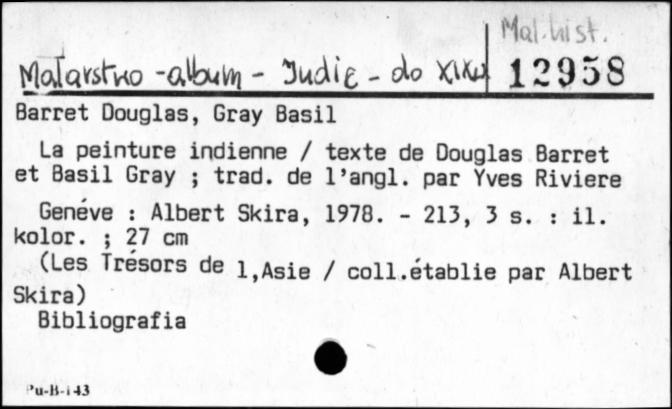 Mal. hist.
Malarstwo - album - Indie - do XIXw 12958
Barret Douglas, Gray Basil
La peinture indienne / texte de Douglas Barret
et Basil Gray ; trad. de l'angl. par Yves Riviere
Genéve : Albert Skira, 1978. - 213, 3 s. : il.
kolor. ; 27 cm
(Les Trésors de l,Asie / coll.établie par Albert
Skira)
Bibliografia
Pu-B-143